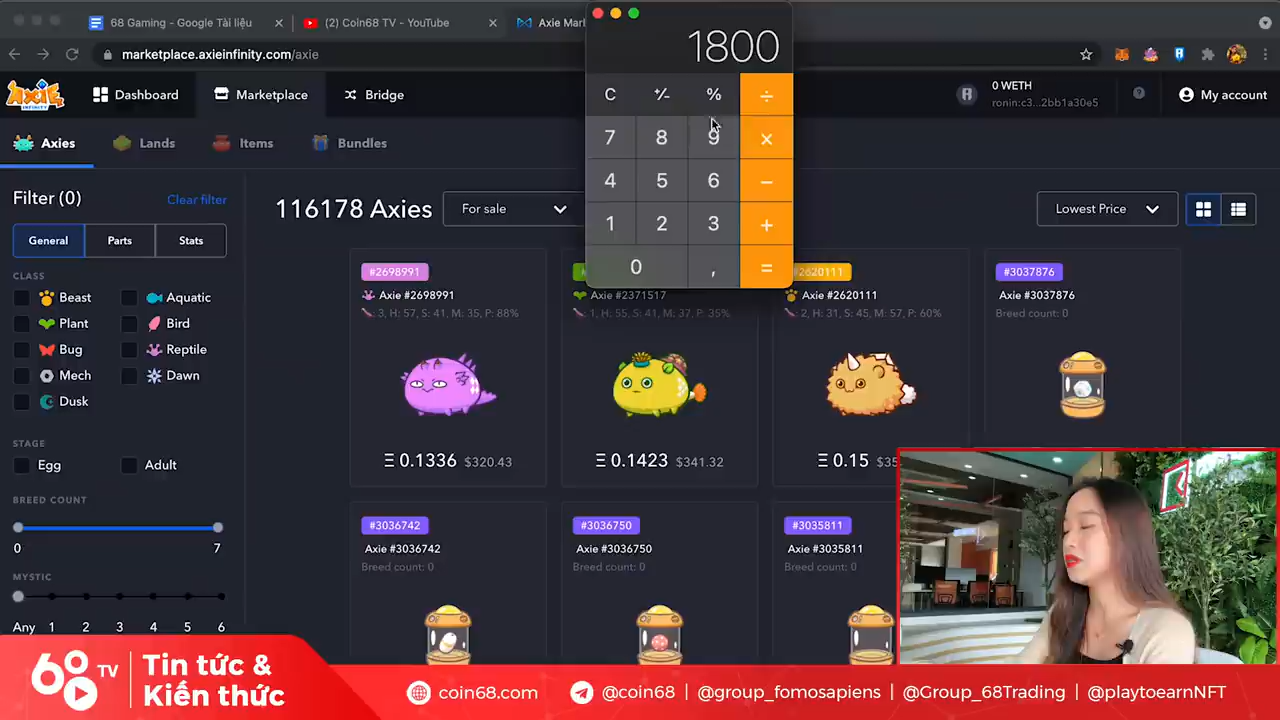 68 Gaming - Google Tài liệu
(2) Coin68 TV - YouTube
Axie Mar
marketplace.axieinfinity.com/axie
AXIE
INFINITY
Dashboard
Marketplace
Bridge
0 WETH
ronin:c3...2bb1a30e5
My account
1800
C +/- % ÷
7 8 9 ×
4 5 6 −
1 2 3 +
0 , =
Axies
Lands
Items
Bundles
Filter (0)
Clear filter
General
Parts
Stats
116178 Axies
For sale
Lowest Price
CLASS
Beast
Aquatic
Plant
Bird
Bug
Reptile
Mech
Dawn
Dusk
STAGE
Egg
Adult
BREED COUNT
0 7
MYSTIC
Any 1 2 3 4 5 6
#2698991
Axie #2698991
3, H: 57, S: 41, M: 35, P: 88%
Ξ 0.1336 $320.43
Axie #2371517
1, H: 55, S: 41, M: 37, P: 35%
Ξ 0.1423 $341.32
#2620111
Axie #2620111
2, H: 31, S: 45, M: 57, P: 60%
Ξ 0.15
#3037876
Axie #3037876
Breed count: 0
#3036742
Axie #3036742
Breed count: 0
#3036750
Axie #3036750
Breed count: 0
#3035811
Axie #3035811
Breed count: 0
68 TV
Tin tức &
Kiến thức
coin68.com
@coin68 | @group_fomosapiens | @Group_68Trading | @playtoearnNFT